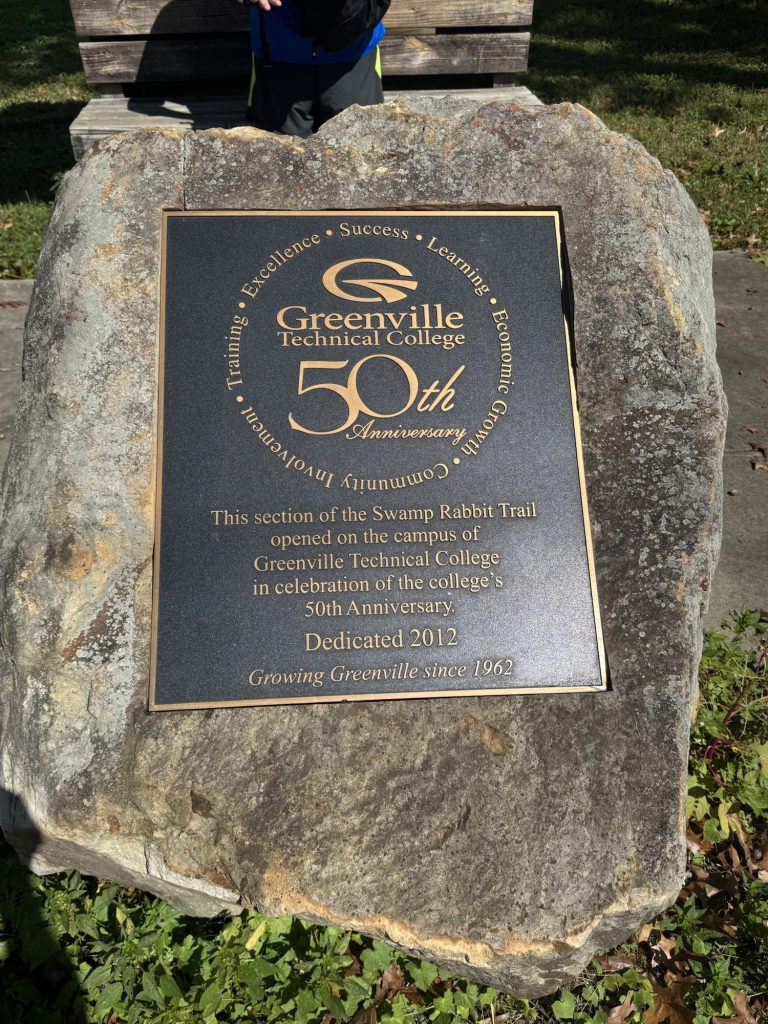 Training • Excellence • Success • Learning • Economic Growth • Community Involvement •
Greenville
Technical College
50th
Anniversary
This section of the Swamp Rabbit Trail
opened on the campus of
Greenville Technical College
in celebration of the college's
50th Anniversary.
Dedicated 2012
Growing Greenville since 1962